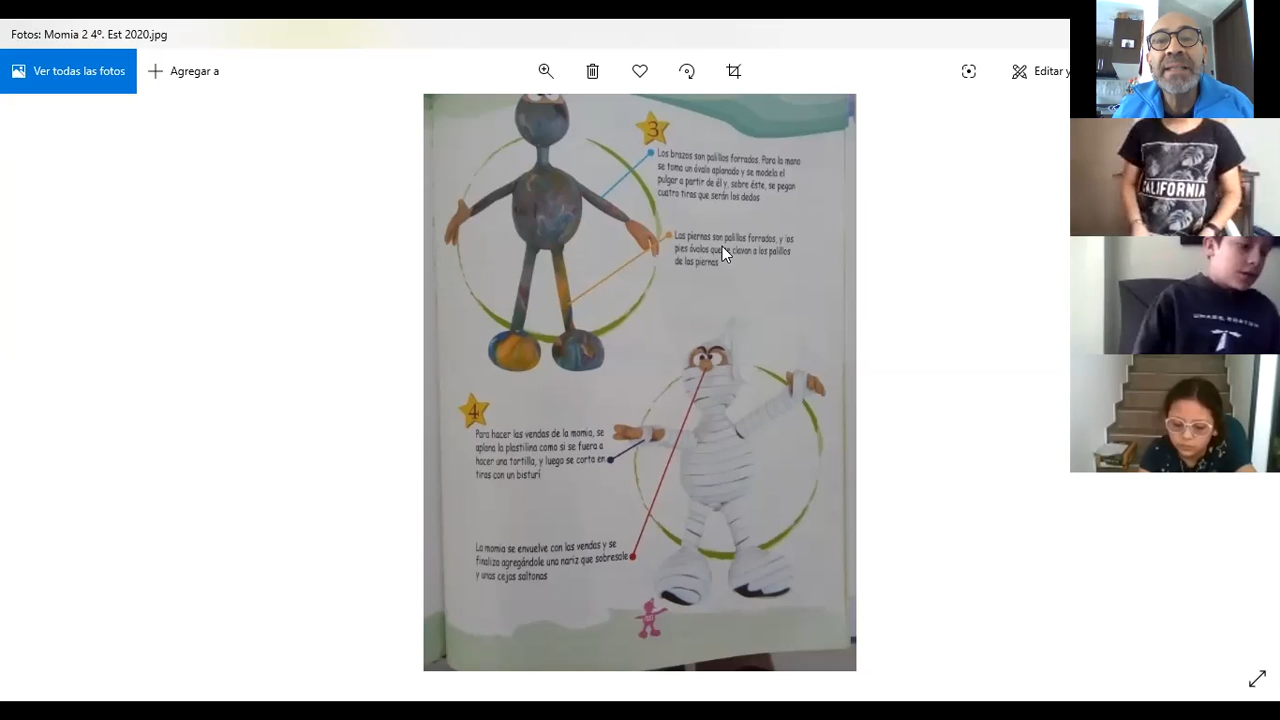 Fotos: Momia 2 4º. Est 2020.jpg
Ver todas las fotos
Agregar a
Editar y
3
Los brazos son palillos forrados. Para la mano
se toma un óvalo aplanado y se modela el
pulgar a partir de él y, sobre éste, se pegan
cuatro tiras que serán los dedos
Las piernas son palillos forrados, y los
pies óvalos que se clavan a los palillos
de las piernas
4
Para hacer las vendas de la momia, se
aplana la plastilina como si se fuera a
hacer una tortilla, y luego se corta en
tiras con un bisturí
La momia se envuelve con las vendas y se
finaliza agregándole una nariz que sobresale
y unas cejas saltonas
CALIFORNIA